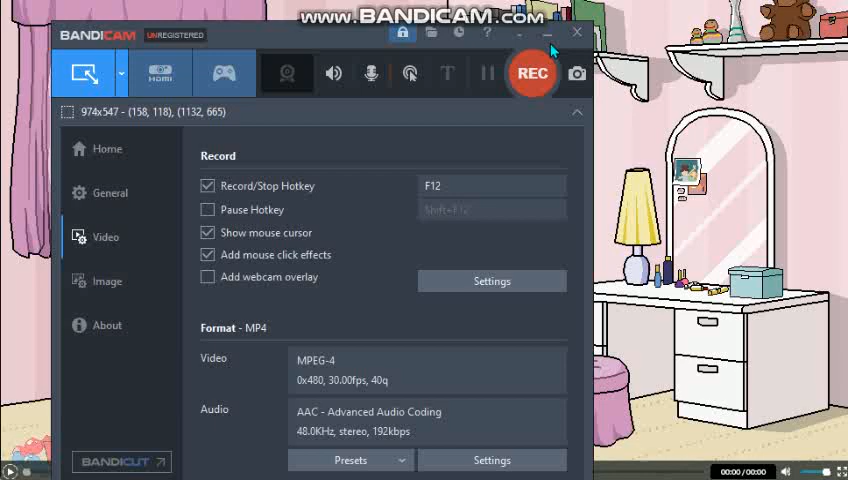 www.BANDICAM.com
BANDICAM UNREGISTERED
?
HDMI
T
REC
974x547 - (158, 118), (1132, 665)
Home
General
Video
Image
About
BANDICUT
Record
Record/Stop Hotkey F12
Pause Hotkey Shift+F12
Show mouse cursor
Add mouse click effects
Add webcam overlay
Settings
Format - MP4
Video MPEG-4
0x480, 30.00fps, 40q
Audio AAC - Advanced Audio Coding
48.0KHz, stereo, 192kbps
Presets Settings
00:00 / 00:00